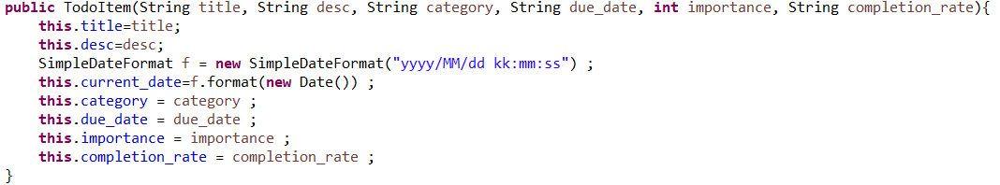 public TodoItem(String title, String desc, String category, String due_date, int importance, String completion_rate){
    this.title=title;
    this.desc=desc;
    SimpleDateFormat f = new SimpleDateFormat("yyyy/MM/dd kk:mm:ss") ;
    this.current_date=f.format(new Date()) ;
    this.category = category ;
    this.due_date = due_date ;
    this.importance = importance ;
    this.completion_rate = completion_rate ;
}